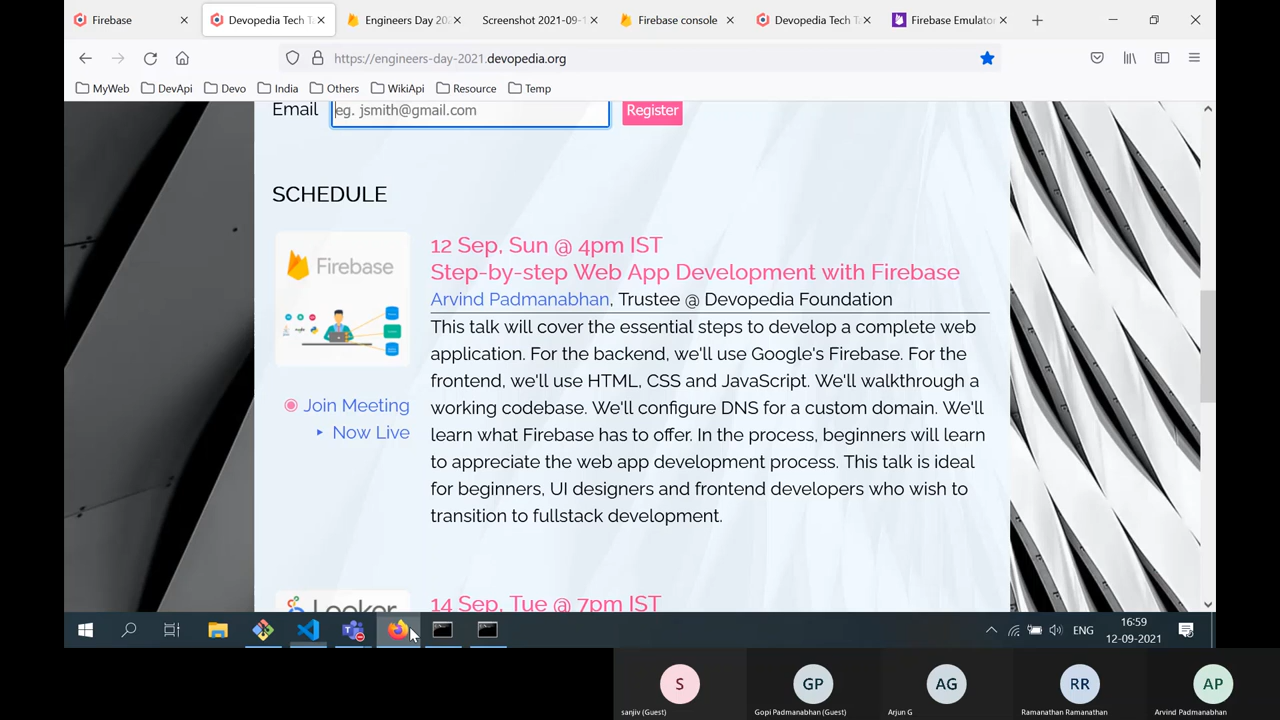 Firebase
Devopedia Tech Ta
Engineers Day 202
Screenshot 2021-09-1
Firebase console
Devopedia Tech Ta
Firebase Emulator
https://engineers-day-2021.devopedia.org
MyWeb
DevApi
Devo
India
Others
WikiApi
Resource
Temp
Email
eg. jsmith@gmail.com
Register
SCHEDULE
Firebase
12 Sep, Sun @ 4pm IST
Step-by-step Web App Development with Firebase
Arvind Padmanabhan, Trustee @ Devopedia Foundation
This talk will cover the essential steps to develop a complete web
application. For the backend, we'll use Google's Firebase. For the
frontend, we'll use HTML, CSS and JavaScript. We'll walkthrough a
working codebase. We'll configure DNS for a custom domain. We'll
learn what Firebase has to offer. In the process, beginners will learn
to appreciate the web app development process. This talk is ideal
for beginners, UI designers and frontend developers who wish to
transition to fullstack development.
Join Meeting
Now Live
Looker
14 Sep, Tue @ 7pm IST
ENG
16:59
12-09-2021
S
GP
AG
RR
AP
sanjiv (Guest)
Gopi Padmanabhan (Guest)
Arjun G
Ramanathan Ramanathan
Arvind Padmanabhan